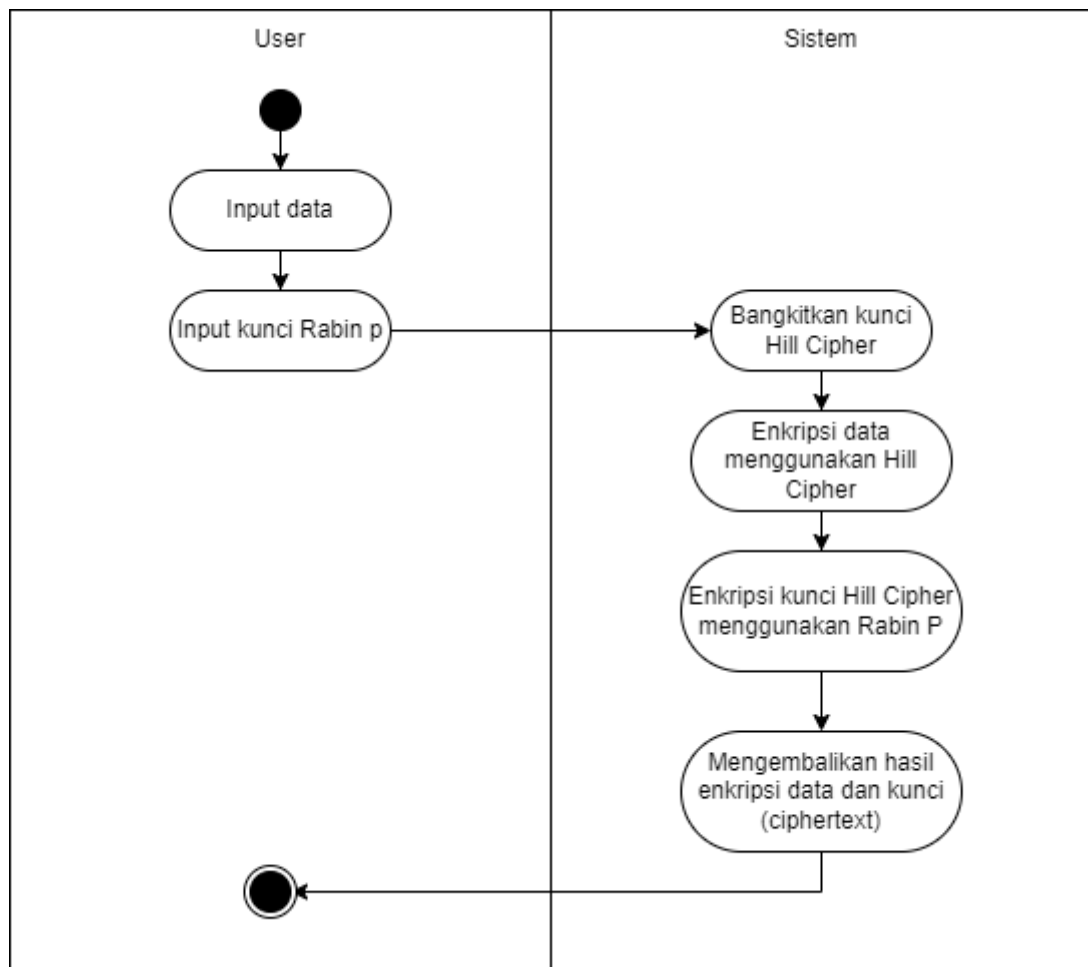 User
Sistem
Input data
Input kunci Rabin p
Bangkitkan kunci
Hill Cipher
Enkripsi data
menggunakan Hill
Cipher
Enkripsi kunci Hill Cipher
menggunakan Rabin P
Mengembalikan hasil
enkripsi data dan kunci
(ciphertext)